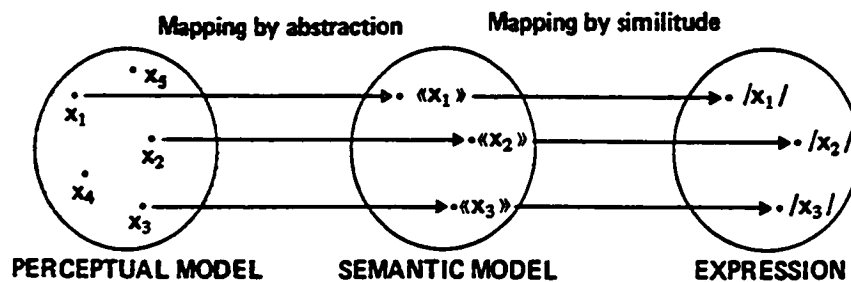 Mapping by abstraction Mapping by similitude
x₅
x₁ «x₁» /x₁/
x₂ «x₂» /x₂/
x₄
x₃ «x₃» /x₃/
PERCEPTUAL MODEL SEMANTIC MODEL EXPRESSION